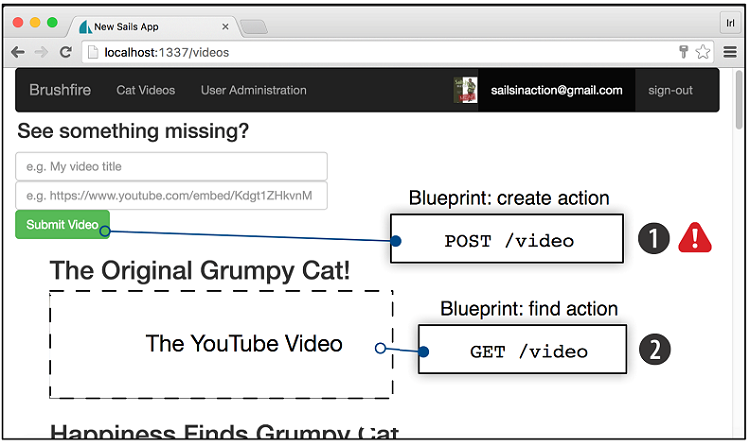 New Sails App
Irl
localhost:1337/videos
Brushfire Cat Videos User Administration sailsinaction@gmail.com sign-out
See something missing?
e.g. My video title
e.g. https://www.youtube.com/embed/Kdgt1ZHkvnM
Submit Video
Blueprint: create action
POST /video
1
The Original Grumpy Cat!
The YouTube Video
Blueprint: find action
GET /video
2
Happiness Finds Grumpy Cat